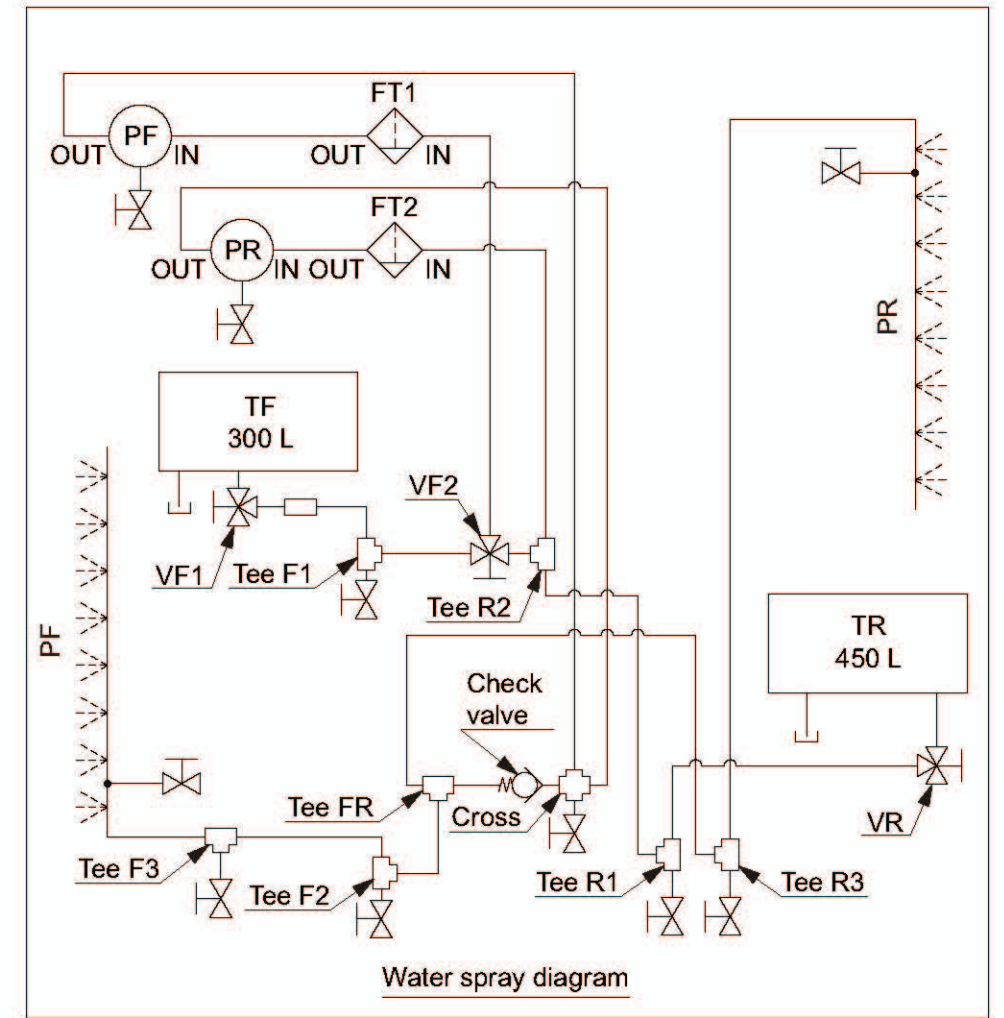 FT1
PF
OUT IN OUT IN
FT2
PR
OUT IN OUT IN
PR
TF
300 L
VF2
VF1
Tee F1
Tee R2
TR
450 L
PF
Check
valve
Tee FR
Cross
VR
Tee F3
Tee F2
Tee R1
Tee R3
Water spray diagram